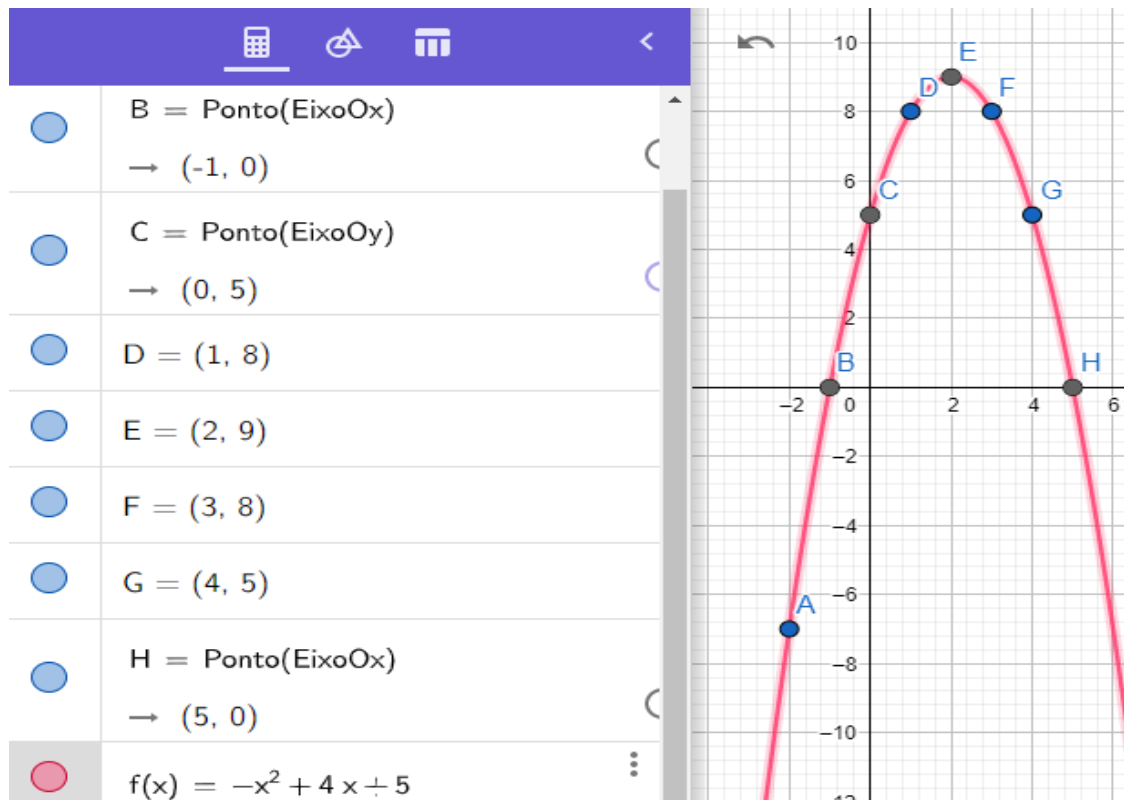 B = Ponto(EixoOx)
→ (-1, 0)
C = Ponto(EixoOy)
→ (0, 5)
D = (1, 8)
E = (2, 9)
F = (3, 8)
G = (4, 5)
H = Ponto(EixoOx)
→ (5, 0)
f(x) = −x² + 4 x + 5
10
E
D
F
8
6
C
G
4
2
B
H
−2
0
2
4
6
−2
−4
A
−6
−8
−10